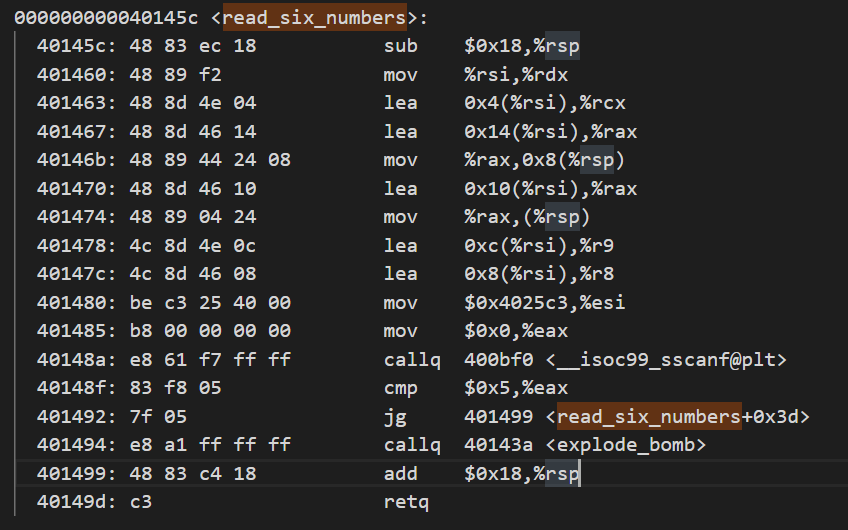 000000000040145c <read_six_numbers>:
40145c: 48 83 ec 18 sub $0x18,%rsp
401460: 48 89 f2 mov %rsi,%rdx
401463: 48 8d 4e 04 lea 0x4(%rsi),%rcx
401467: 48 8d 46 14 lea 0x14(%rsi),%rax
40146b: 48 89 44 24 08 mov %rax,0x8(%rsp)
401470: 48 8d 46 10 lea 0x10(%rsi),%rax
401474: 48 89 04 24 mov %rax,(%rsp)
401478: 4c 8d 4e 0c lea 0xc(%rsi),%r9
40147c: 4c 8d 46 08 lea 0x8(%rsi),%r8
401480: be c3 25 40 00 mov $0x4025c3,%esi
401485: b8 00 00 00 00 mov $0x0,%eax
40148a: e8 61 f7 ff ff callq 400bf0 <__isoc99_sscanf@plt>
40148f: 83 f8 05 cmp $0x5,%eax
401492: 7f 05 jg 401499 <read_six_numbers+0x3d>
401494: e8 a1 ff ff ff callq 40143a <explode_bomb>
401499: 48 83 c4 18 add $0x18,%rsp
40149d: c3 retq